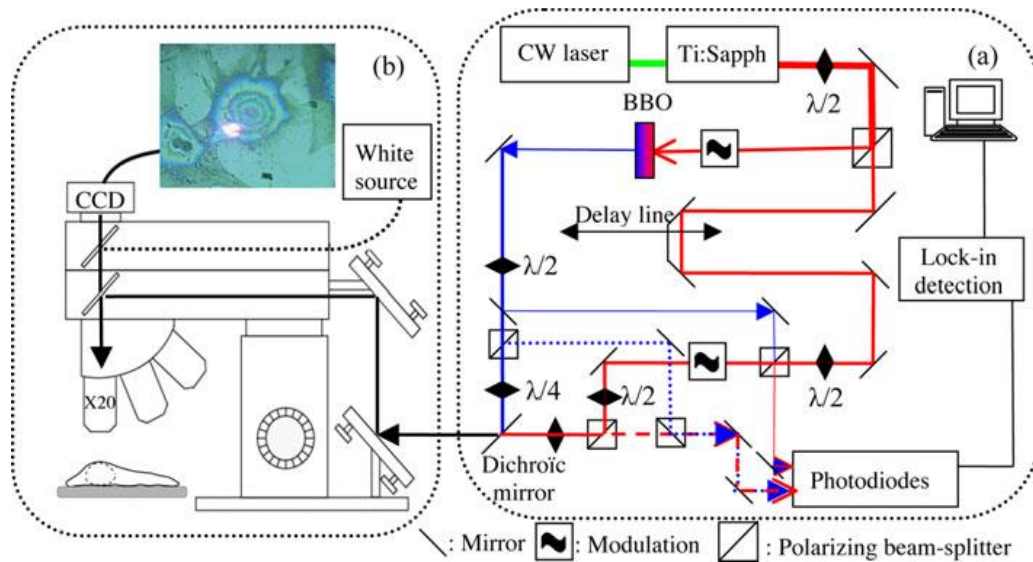 (b)
White
source
CCD
X20
CW laser
Ti:Sapph
(a)
λ/2
BBO
Delay line
λ/2
Lock-in
detection
λ/4
λ/2
λ/2
Dichroïc
mirror
Photodiodes
: Mirror
: Modulation
: Polarizing beam-splitter